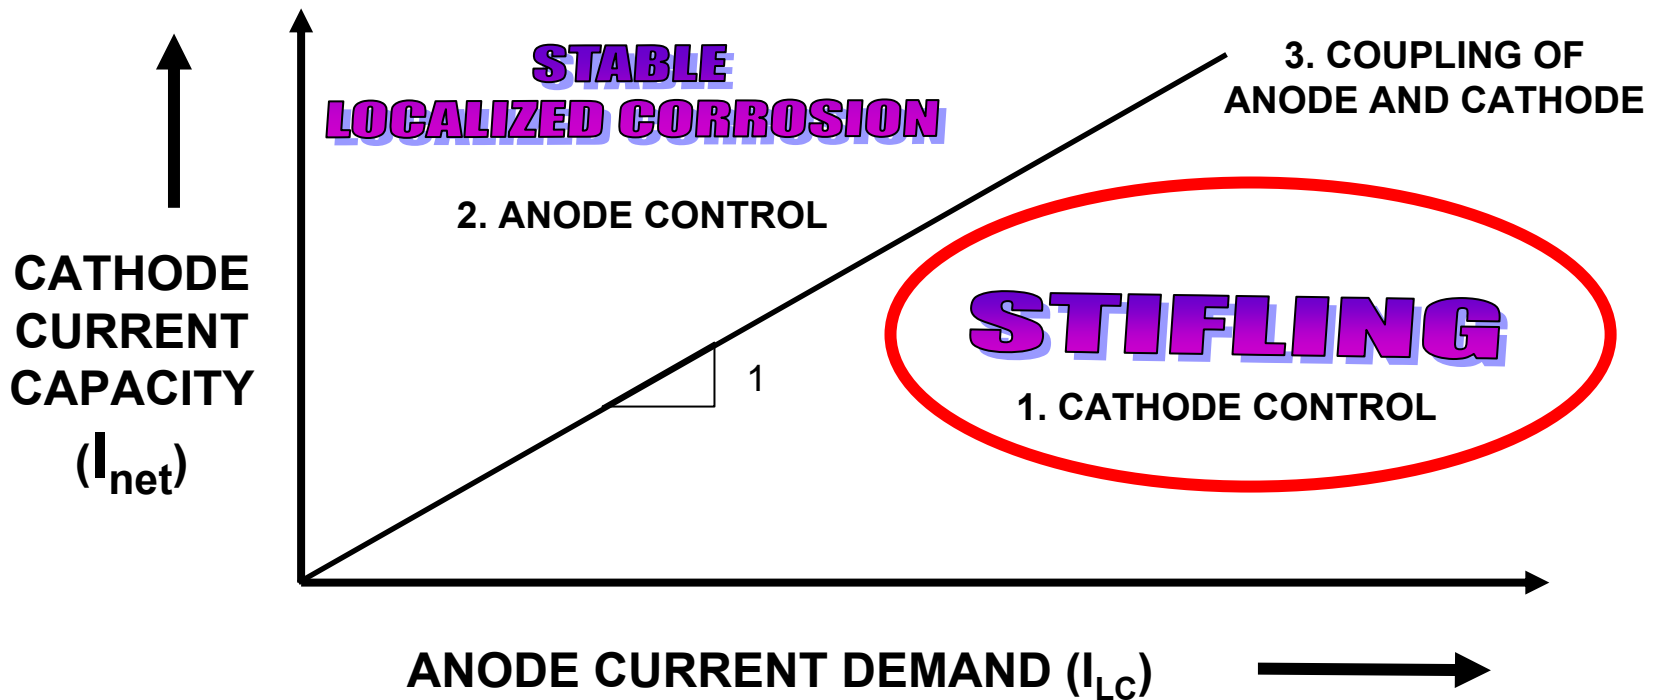 STABLE
LOCALIZED CORROSION
3. COUPLING OF
ANODE AND CATHODE
2. ANODE CONTROL
CATHODE
CURRENT
CAPACITY
(Inet)
STIFLING
1
1. CATHODE CONTROL
ANODE CURRENT DEMAND (ILC)